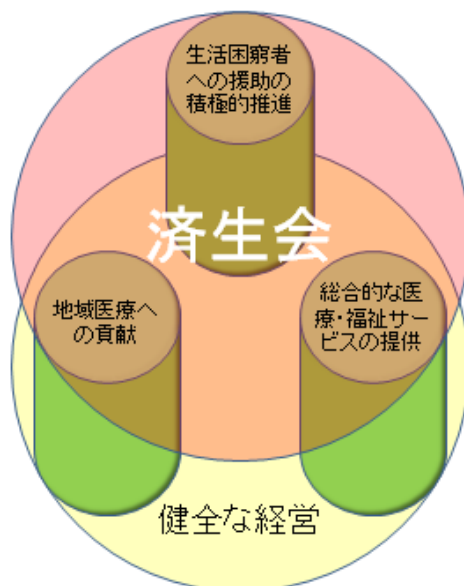 生活困窮者
への援助の
積極的推進
済生会
地域医療へ
の貢献
総合的な医
療・福祉サー
ビスの提供
健全な経営